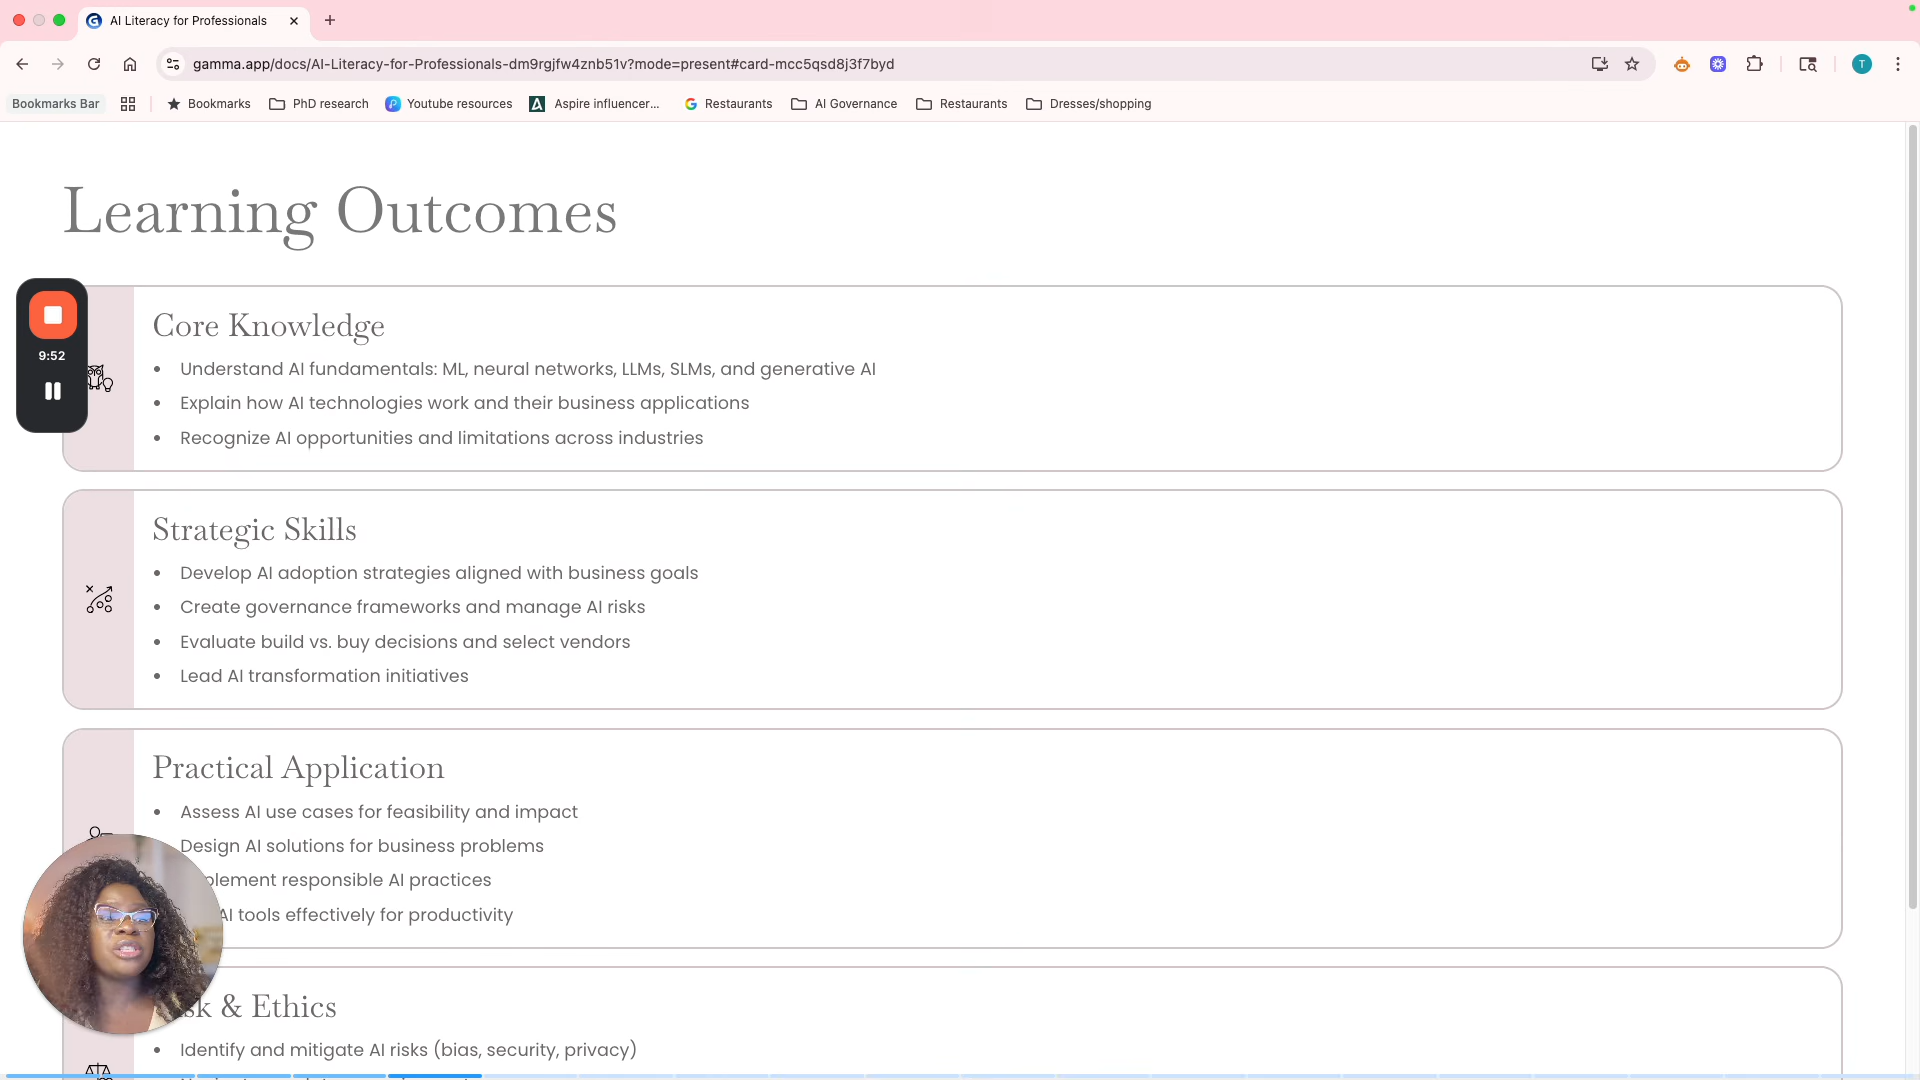 AI Literacy for Professionals
gamma.app/docs/AI-Literacy-for-Professionals-dm9rgjfw4znb51v?mode=present#card-mcc5qsd8j3f7byd
T
Bookmarks Bar
Bookmarks
PhD research
Youtube resources
Aspire influencer...
Restaurants
AI Governance
Restaurants
Dresses/shopping
Learning Outcomes
9:52
Core Knowledge
• Understand AI fundamentals: ML, neural networks, LLMs, SLMs, and generative AI
• Explain how AI technologies work and their business applications
• Recognize AI opportunities and limitations across industries
Strategic Skills
• Develop AI adoption strategies aligned with business goals
• Create governance frameworks and manage AI risks
• Evaluate build vs. buy decisions and select vendors
• Lead AI transformation initiatives
Practical Application
• Assess AI use cases for feasibility and impact
Design AI solutions for business problems
plement responsible AI practices
AI tools effectively for productivity
sk & Ethics
• Identify and mitigate AI risks (bias, security, privacy)